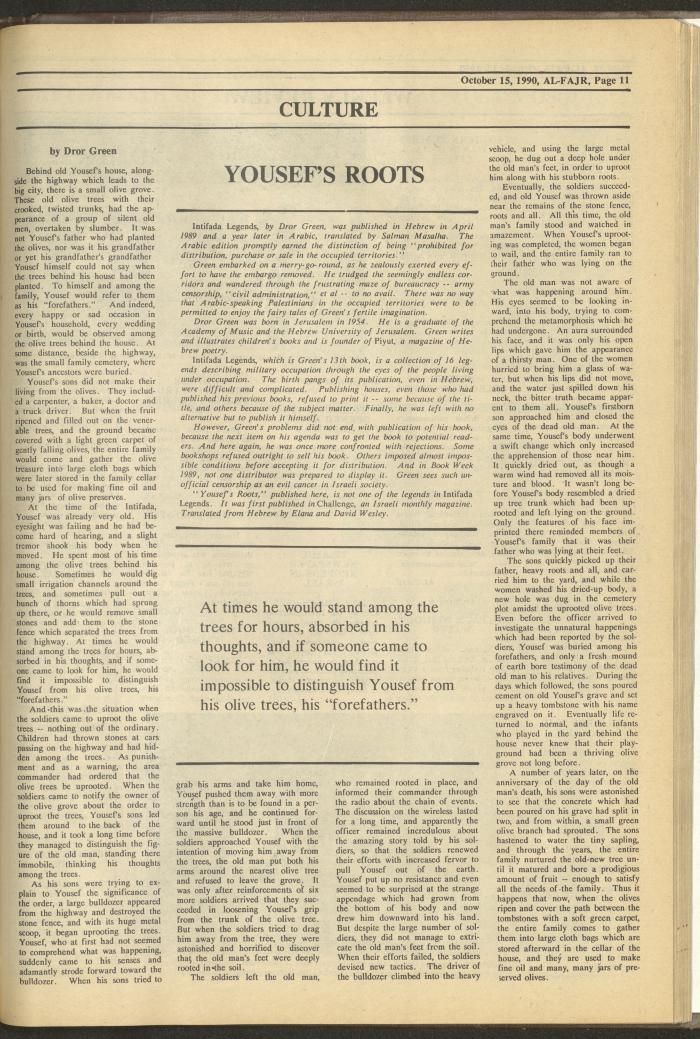 October 15, 1990, AL-FAJR, Page 11
CULTURE
by Dror Green
Behind old Yousef's house, along-
side the highway which leads to the
big city, there is a small olive grove.
These old olive trees with their
crooked, twisted trunks, had the ap-
pearance of a group of silent old
men, overtaken by slumber. It was
not Yousef's father who had planted
the olives, nor was it his grandfather
or yet his grandfather's grandfather
Yousef himself could not say when
the trees behind his house had been
planted. To himself and among the
family, Yousef would refer to them
as his "forefathers." And indeed,
every happy or sad occasion in
Yousef's household, every wedding
or birth, would be observed among
the olive trees behind the house. At
some distance, beside the highway,
was the small family cemetery, where
Yousef's ancestors were buried.
Yousef's sons did not make their
living from the olives. They includ-
ed a carpenter, a baker, a doctor and
a truck driver. But when the fruit
ripened and filled out on the vener-
able trees, and the ground became
covered with a light green carpet of
gently falling olives, the entire family
would come and gather the olive
treasure into large cloth bags which
were later stored in the family cellar
to be used for making fine oil and
many jars of olive preserves.
At the time of the Intifada,
Yousef was already very old. His
eyesight was failing and he had be-
come hard of hearing, and a slight
tremor shook his body when he
moved. He spent most of his time
among the olive trees behind his
house. Sometimes he would dig
small irrigation channels around the
trees, and sometimes pull out a
bunch of thorns which had sprung
up there, or he would remove small
stones and add them to the stone
fence which separated the trees from
the highway. At times he would
stand among the trees for hours, ab-
sorbed in his thoughts, and if some-
one came to look for him, he would
find it impossible to distinguish
Yousef from his olive trees, his
"forefathers."
And this was the situation when
the soldiers came to uproot the olive
trees -- nothing out of the ordinary.
Children had thrown stones at cars
passing on the highway and had hid-
den among the trees. As punish-
ment and as a warning, the area
commander had ordered that the
olive trees be uprooted. When the
soldiers came to notify the owner of
the olive grove about the order to
uproot the trees, Yousef's sons led
them around to the back of the
house, and it took a long time before
they managed to distinguish the fig-
ure of the old man, standing there
immobile, thinking his thoughts
among the trees.
As his sons were trying to ex-
plain to Yousef the significance of
the order, a large bulldozer appeared
from the highway and destroyed the
stone fence, and with its huge metal
scoop, it began uprooting the trees.
Yousef, who at first had not seemed
to comprehend what was happening,
suddenly came to his senses and
adamantly strode forward toward the
bulldozer. When his sons tried to
YOUSEF'S ROOTS
Intifada Legends, by Dror Green, was published in Hebrew in April
1989 and a year later in Arabic, translated by Salman Masalha. The
Arabic edition promptly earned the distinction of being "prohibited for
distribution, purchase or sale in the occupied territories."
Green embarked on a merry-go-round, as he zealously exerted every ef-
fort to have the embargo removed. He trudged the seemingly endless cor-
ridors and wandered through the frustrating maze of bureaucracy -- army
censorship, "civil administration," et al -- to no avail. There was no way
that Arabic-speaking Palestinians in the occupied territories were to be
permitted to enjoy the fairy tales of Green's fertile imagination.
Dror Green was born in Jerusalem in 1954. He is a graduate of the
Academy of Music and the Hebrew University of Jerusalem. Green writes
and illustrates children's books and is founder of Piyut, a magazine of He-
brew poetry.
Intifada Legends, which is Green's 13th book, is a collection of 16 leg-
ends describing military occupation through the eyes of the people living
under occupation. The birth pangs of its publication, even in Hebrew,
were difficult and complicated. Publishing houses, even those who had
published his previous books, refused to print it -- some because of the ti-
tle, and others because of the subject matter. Finally, he was left with no
alternative but to publish it himself.
However, Green's problems did not end with publication of his book,
because the next item on his agenda was to get the book to potential read-
ers. And here again, he was once more confronted with rejections. Some
bookshops refused outright to sell his book. Others imposed almost impos-
sible conditions before accepting it for distribution. And in Book Week
1989, not one distributor was prepared to display it. Green sees such un-
official censorship as an evil cancer in Israeli society.
"Yousef's Roots," published here, is not one of the legends in Intifada
Legends. It was first published in Challenge, an Israeli monthly magazine.
Translated from Hebrew by Elana and David Wesley.
At times he would stand among the
trees for hours, absorbed in his
thoughts, and if someone came to
look for him, he would find it
impossible to distinguish Yousef from
his olive trees, his "forefathers."
grab his arms and take him home,
Yousef pushed them away with more
strength than is to be found in a per-
son his age, and he continued for-
ward until he stood just in front of
the massive bulldozer. When the
soldiers approached Yousef with the
intention of moving him away from
the trees, the old man put both his
arms around the nearest olive tree
and refused to leave the grove. It
was only after reinforcements of six
more soldiers arrived that they suc-
ceeded in loosening Yousef's grip
from the trunk of the olive tree.
But when the soldiers tried to drag
him away from the tree, they were
astonished and horrified to discover
that the old man's feet were deeply
rooted in the soil.
The soldiers left the old man,
who remained rooted in place, and
informed their commander through
the radio about the chain of events.
The discussion on the wireless lasted
for a long time, and apparently the
officer remained incredulous about
the amazing story told by his sol-
diers, so that the soldiers renewed
their efforts with increased fervor to
pull Yousef out of the earth.
Yousef put up no resistance and even
seemed to be surprised at the strange
appendage which had grown from
the bottom of his body and now
drew him downward into his land.
But despite the large number of sol-
diers, they did not manage to extri-
cate the old man's feet from the soil.
When their efforts failed, the soldiers
devised new tactics. The driver of
the bulldozer climbed into the heavy
vehicle, and using the large metal
scoop, he dug out a deep hole under
the old man's feet, in order to uproot
him along with his stubborn roots.
Eventually, the soldiers succeed-
ed, and old Yousef was thrown aside
near the remains of the stone fence,
roots and all. All this time, the old
man's family stood and watched in
amazement. When Yousef's uproot-
ing was completed, the women began
to wail, and the entire family ran to
their father who was lying on the
ground.
The old man was not aware of
what was happening around him.
His eyes seemed to be looking in-
ward, into his body, trying to com-
prehend the metamorphosis which he
had undergone. An aura surrounded
his face, and it was only his open
lips which gave him the appearance
of a thirsty man. One of the women
hurried to bring him a glass of wa-
ter, but when his lips did not move,
and the water just spilled down his
neck, the bitter truth became appar-
ent to them all. Yousef's firstborn
son approached him and closed the
eyes of the dead old man. At the
same time, Yousef's body underwent
a swift change which only increased
the apprehension of those near him.
It quickly dried out, as though a
warm wind had removed all its mois-
ture and blood. It wasn't long be-
fore Yousef's body resembled a dried
up tree trunk which had been up-
rooted and left lying on the ground.
Only the features of his face im-
printed there reminded members of
Yousef's family that it was their
father who was lying at their feet.
The sons quickly picked up their
father, heavy roots and all, and car-
ried him to the yard, and while the
women washed his dried-up body, a
new hole was dug in the cemetery
plot amidst the uprooted olive trees.
Even before the officer arrived to
investigate the unnatural happenings
which had been reported by the sol-
diers, Yousef was buried among his
forefathers, and only a fresh mound
of earth bore testimony of the dead
old man to his relatives. During the
days which followed, the sons poured
cement on old Yousef's grave and set
up a heavy tombstone with his name
engraved on it. Eventually life re-
turned to normal, and the infants
who played in the yard behind the
house never knew that their play-
ground had been a thriving olive
grove not long before.
A number of years later, on the
anniversary of the day of the old
man's death, his sons were astonished
to see that the concrete which had
been poured on his grave had split in
two, and from within, a small green
olive branch had sprouted. The sons
hastened to water the tiny sapling,
and through the years, the entire
family nurtured the old-new tree un-
til it matured and bore a prodigious
amount of fruit -- enough to satisfy
all the needs of the family. Thus it
happens that now, when the olives
ripen and cover the path between the
tombstones with a soft green carpet,
the entire family comes to gather
them into large cloth bags which are
stored afterward in the cellar of the
house, and they are used to make
fine oil and many, many jars of pre-
served olives.